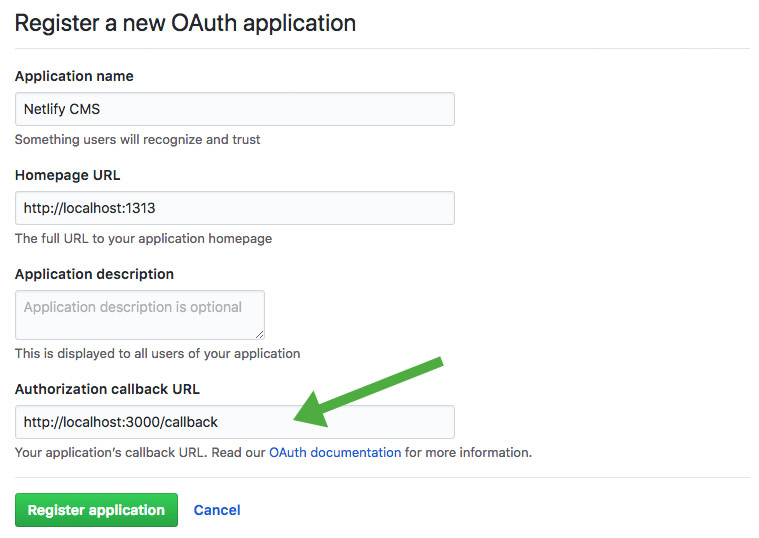 Register a new OAuth application
Application name
Netlify CMS
Something users will recognize and trust
Homepage URL
http://localhost:1313
The full URL to your application homepage
Application description
Application description is optional
This is displayed to all users of your application
Authorization callback URL
http://localhost:3000/callback
Your application’s callback URL. Read our OAuth documentation for more information.
Register application Cancel